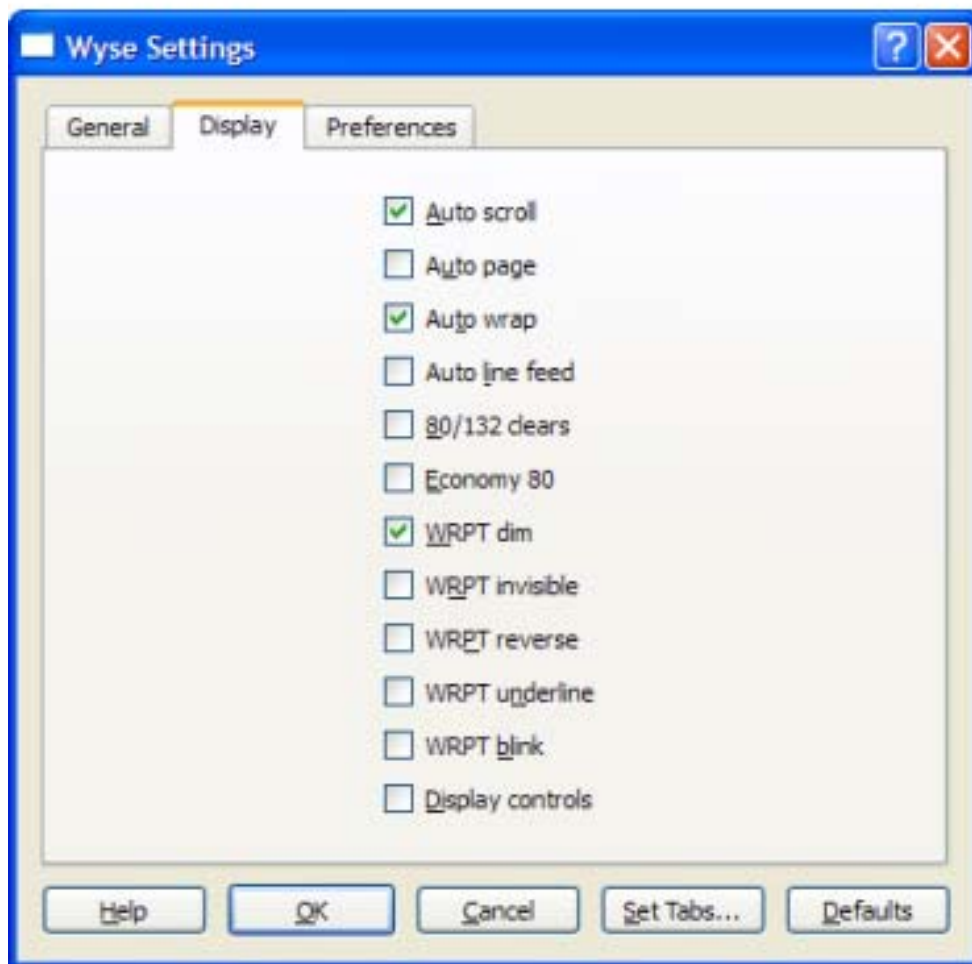 Wyse Settings
General Display Preferences
Auto scroll
Auto page
Auto wrap
Auto line feed
80/132 clears
Economy 80
WRPT dim
WRPT invisible
WRPT reverse
WRPT underline
WRPT blink
Display controls
Help OK Cancel Set Tabs... Defaults